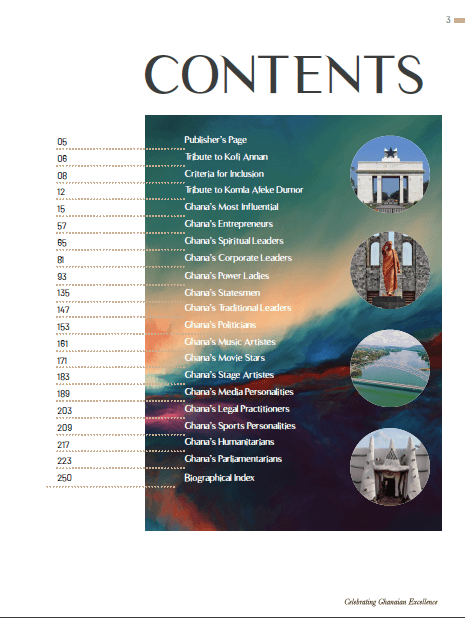 3
CONTENTS
05 Publisher's Page
06 Tribute to Kofi Annan
08 Criteria for Inclusion
12 Tribute to Komla Afeke Dumor
15 Ghana's Most Influential
57 Ghana's Entrepreneurs
65 Ghana's Spiritual Leaders
81 Ghana's Corporate Leaders
93 Ghana's Power Ladies
135 Ghana's Statesmen
147 Ghana's Traditional Leaders
153 Ghana's Politicians
161 Ghana's Music Artistes
171 Ghana's Movie Stars
183 Ghana's Stage Artistes
189 Ghana's Media Personalities
203 Ghana's Legal Practitioners
209 Ghana's Sports Personalities
217 Ghana's Humanitarians
223 Ghana's Parliamentarians
250 Biographical Index
Celebrating Ghanaian Excellence